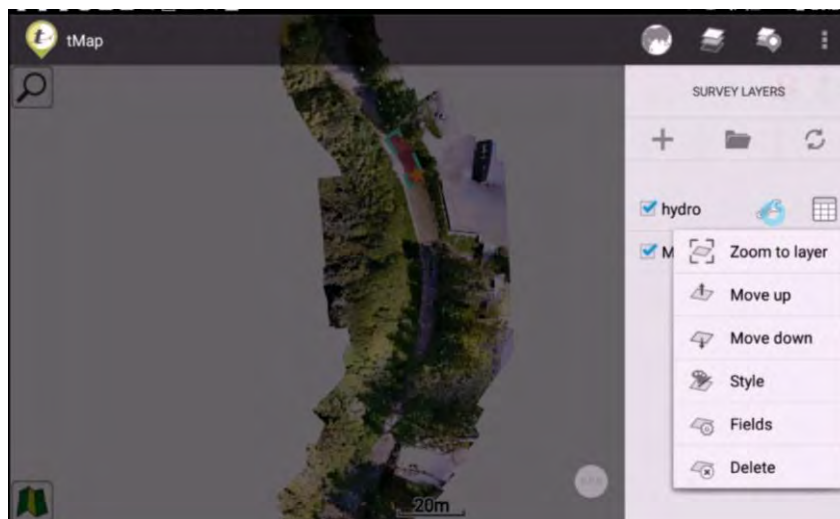 tMap
SURVEY LAYERS
hydro
M
Zoom to layer
Move up
Move down
Style
Fields
Delete
20m